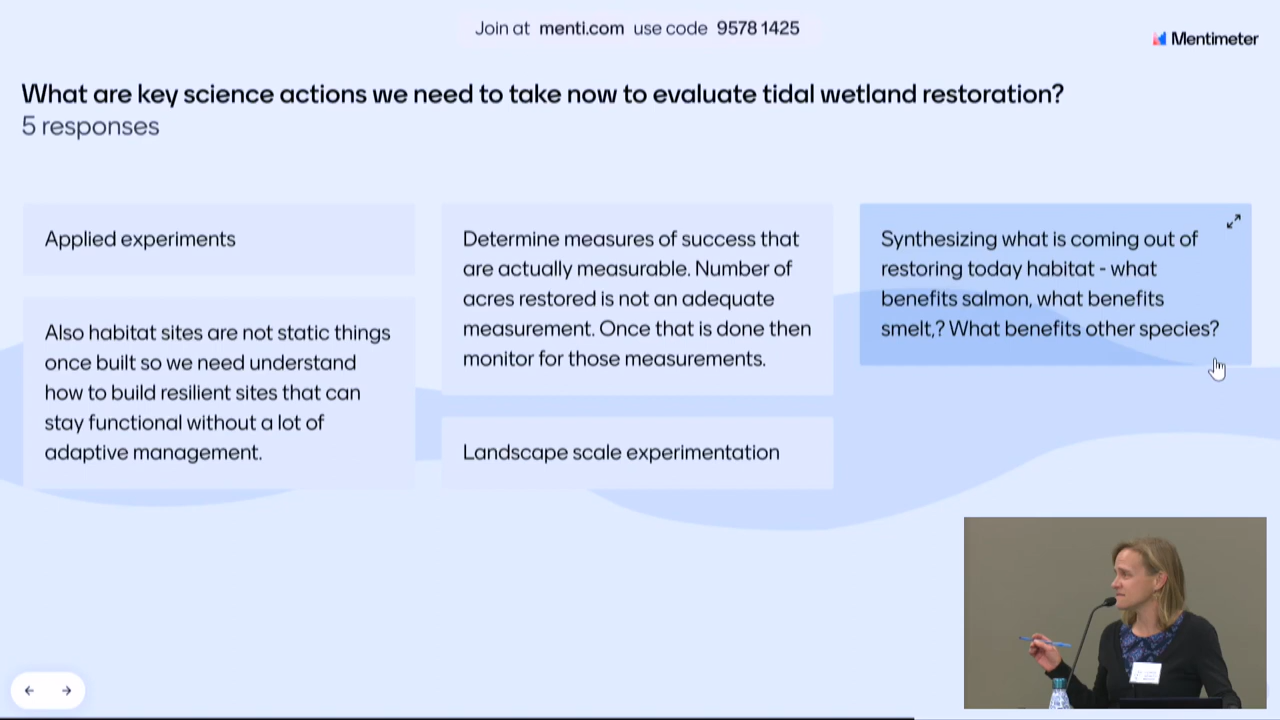 Join at menti.com use code 9578 1425
Mentimeter
What are key science actions we need to take now to evaluate tidal wetland restoration?
5 responses
Applied experiments
Also habitat sites are not static things
once built so we need understand
how to build resilient sites that can
stay functional without a lot of
adaptive management.
Determine measures of success that
are actually measurable. Number of
acres restored is not an adequate
measurement. Once that is done then
monitor for those measurements.
Landscape scale experimentation
Synthesizing what is coming out of
restoring today habitat - what
benefits salmon, what benefits
smelt,? What benefits other species?